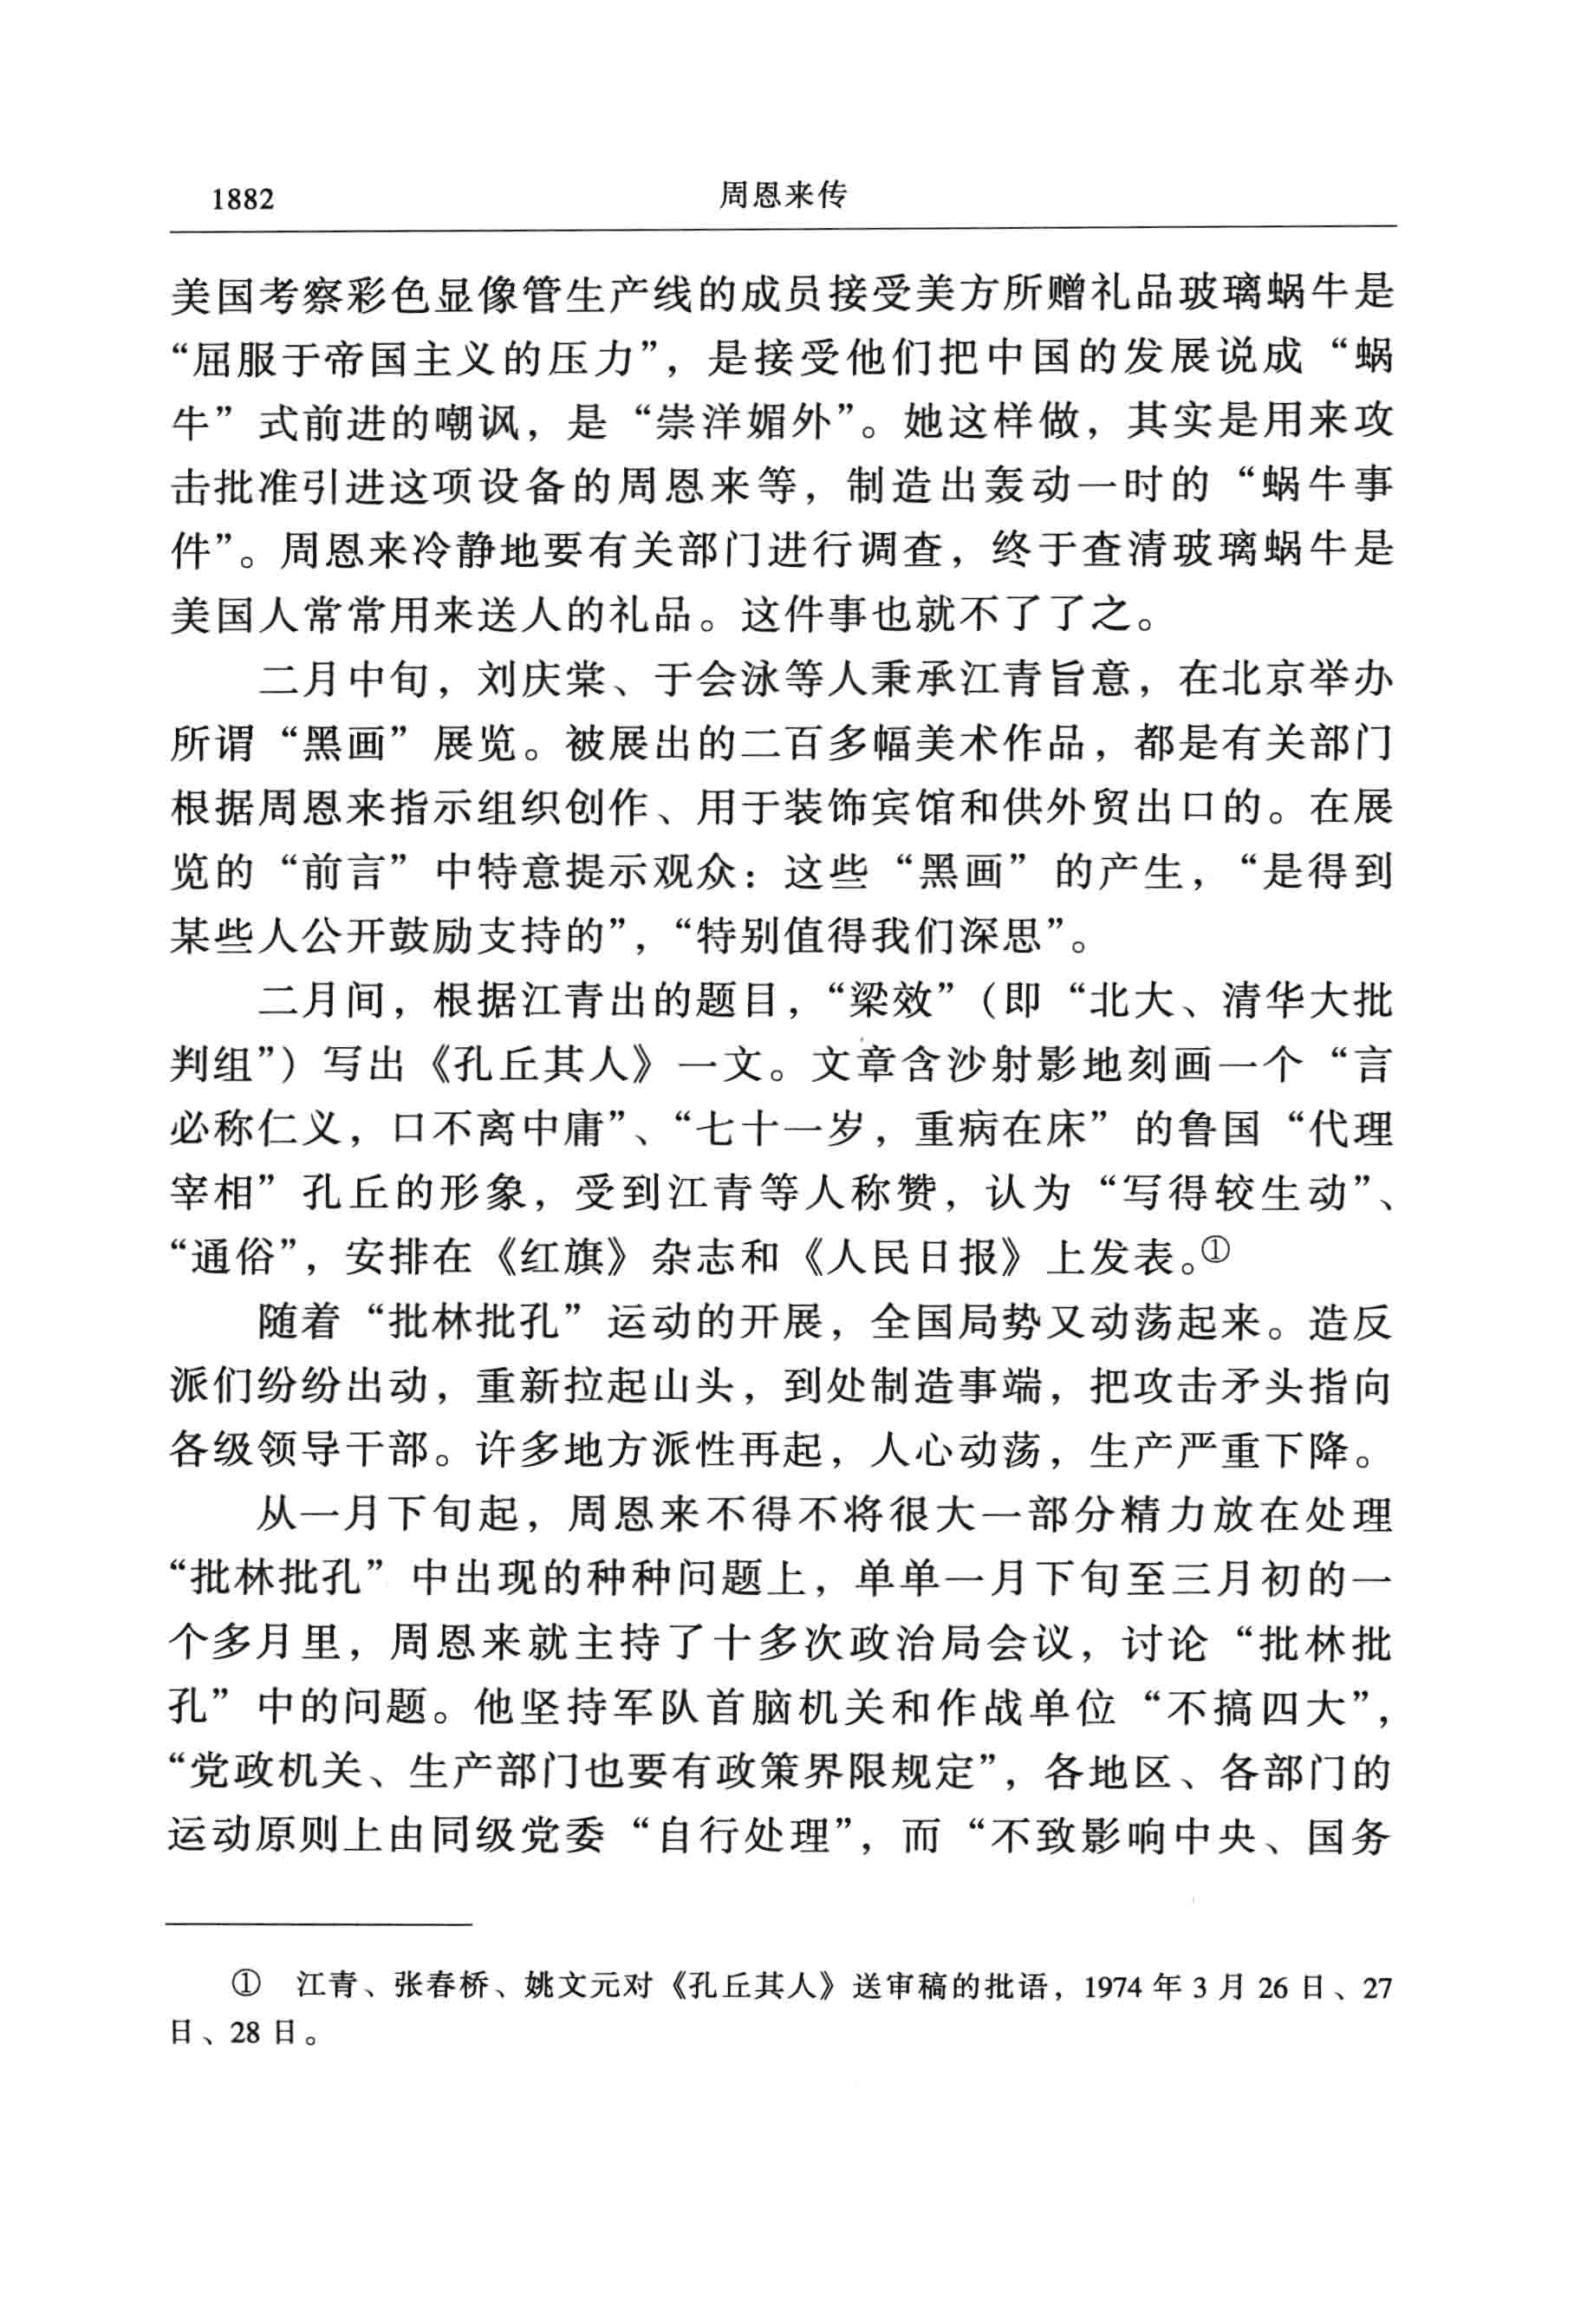 1882
周恩来传
美国考察彩色显像管生产线的成员接受美方所赠礼品玻璃蜗牛是
“屈服于帝国主义的压力”，是接受他们把中国的发展说成“蜗
牛”式前进的嘲讽，是“崇洋媚外”。她这样做，其实是用来攻
击批准引进这项设备的周恩来等，制造出轰动一时的“蜗牛事
件”。周恩来冷静地要有关部门进行调查，终于查清玻璃蜗牛是
美国人常常用来送人的礼品。这件事也就不了了之。
二月中旬，刘庆棠、于会泳等人秉承江青旨意，在北京举办
所谓“黑画”展览。被展出的二百多幅美术作品，都是有关部门
根据周恩来指示组织创作、用于装饰宾馆和供外贸出口的。在展
览的“前言”中特意提示观众：这些“黑画”的产生，“是得到
某些人公开鼓励支持的”，“特别值得我们深思”。
二月间，根据江青出的题目，“梁效”（即“北大、清华大批
判组”）写出《孔丘其人》一文。文章含沙射影地刻画一个“言
必称仁义，口不离中庸”、“七十一岁，重病在床”的鲁国“代理
宰相”孔丘的形象，受到江青等人称赞，认为“写得较生动”、
“通俗”，安排在《红旗》杂志和《人民日报》上发表。①
随着“批林批孔”运动的开展，全国局势又动荡起来。造反
派们纷纷出动，重新拉起山头，到处制造事端，把攻击矛头指向
各级领导干部。许多地方派性再起，人心动荡，生产严重下降。
从一月下旬起，周恩来不得不将很大一部分精力放在处理
“批林批孔”中出现的种种问题上，单单一月下旬至三月初的一
个多月里，周恩来就主持了十多次政治局会议，讨论“批林批
孔”中的问题。他坚持军队首脑机关和作战单位“不搞四大”，
“党政机关、生产部门也要有政策界限规定”，各地区、各部门的
运动原则上由同级党委“自行处理”，而“不致影响中央、国务
① 江青、张春桥、姚文元对《孔丘其人》送审稿的批语，1974 年 3 月 26 日、27
日、28 日。